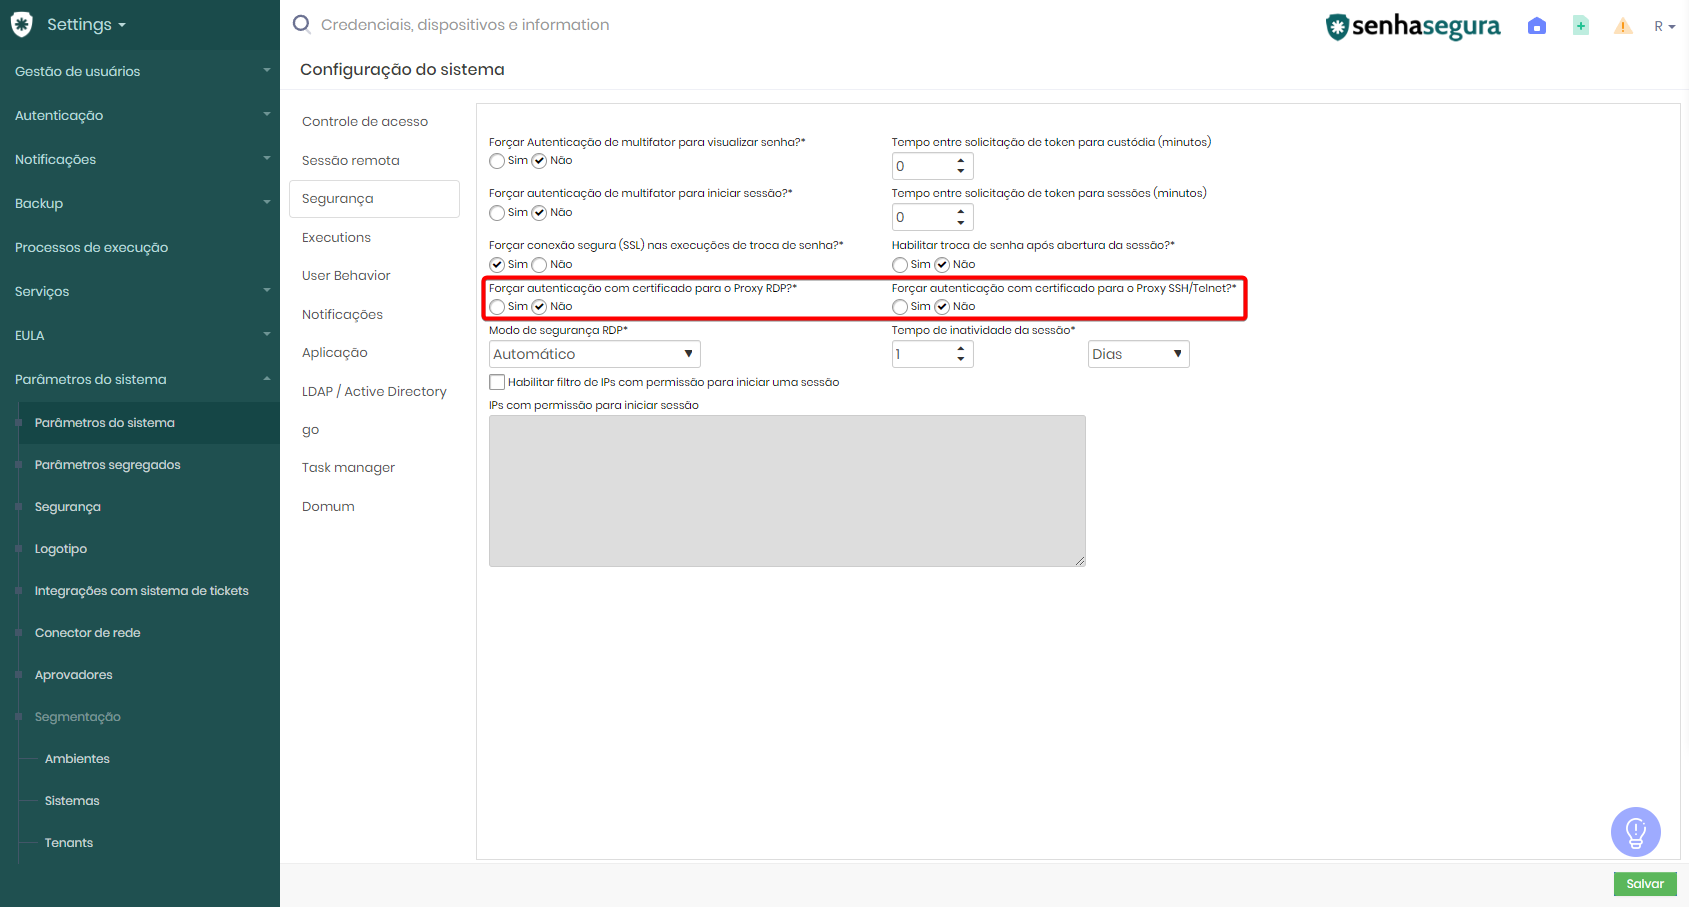 Settings
Credenciais, dispositivos e information
senhasegura
R
Configuração do sistema
Gestão de usuários
Autenticação
Notificações
Backup
Processos de execução
Serviços
EULA
Parâmetros do sistema
Parâmetros do sistema
Parâmetros segregados
Segurança
Logotipo
Integrações com sistema de tickets
Conector de rede
Aprovadores
Segmentação
Ambientes
Sistemas
Tenants
Controle de acesso
Sessão remota
Segurança
Executions
User Behavior
Notificações
Aplicação
LDAP / Active Directory
go
Task manager
Domum
Forçar Autenticação de multifator para visualizar senha?*
Sim Não
Tempo entre solicitação de token para custódia (minutos)
0
Forçar autenticação de multifator para iniciar sessão?*
Sim Não
Tempo entre solicitação de token para sessões (minutos)
0
Forçar conexão segura (SSL) nas execuções de troca de senha?*
Sim Não
Habilitar troca de senha após abertura da sessão?*
Sim Não
Forçar autenticação com certificado para o Proxy RDP?*
Sim Não
Forçar autenticação com certificado para o Proxy SSH/Telnet?*
Sim Não
Modo de segurança RDP*
Automático
Tempo de inatividade da sessão*
1
Dias
Habilitar filtro de IPs com permissão para iniciar uma sessão
IPs com permissão para iniciar sessão
Salvar